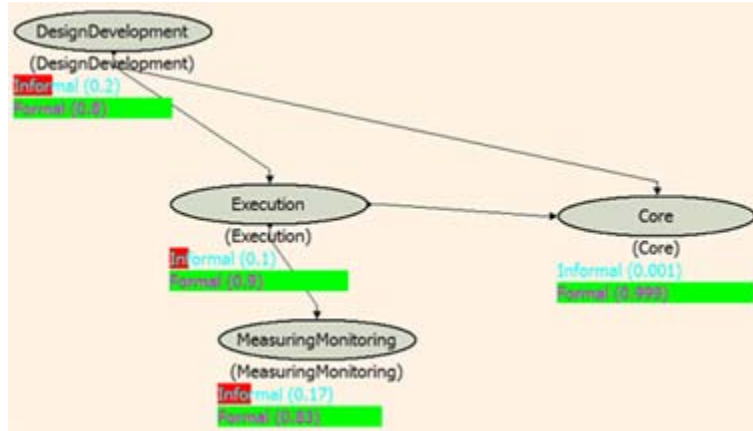 DesignDevelopment
(DesignDevelopment)
Informal (0.2)
Formal (0.8)
Execution
(Execution)
Informal (0.1)
Formal (0.9)
Core
(Core)
Informal (0.001)
Formal (0.999)
MeasuringMonitoring
(MeasuringMonitoring)
Informal (0.17)
Formal (0.83)